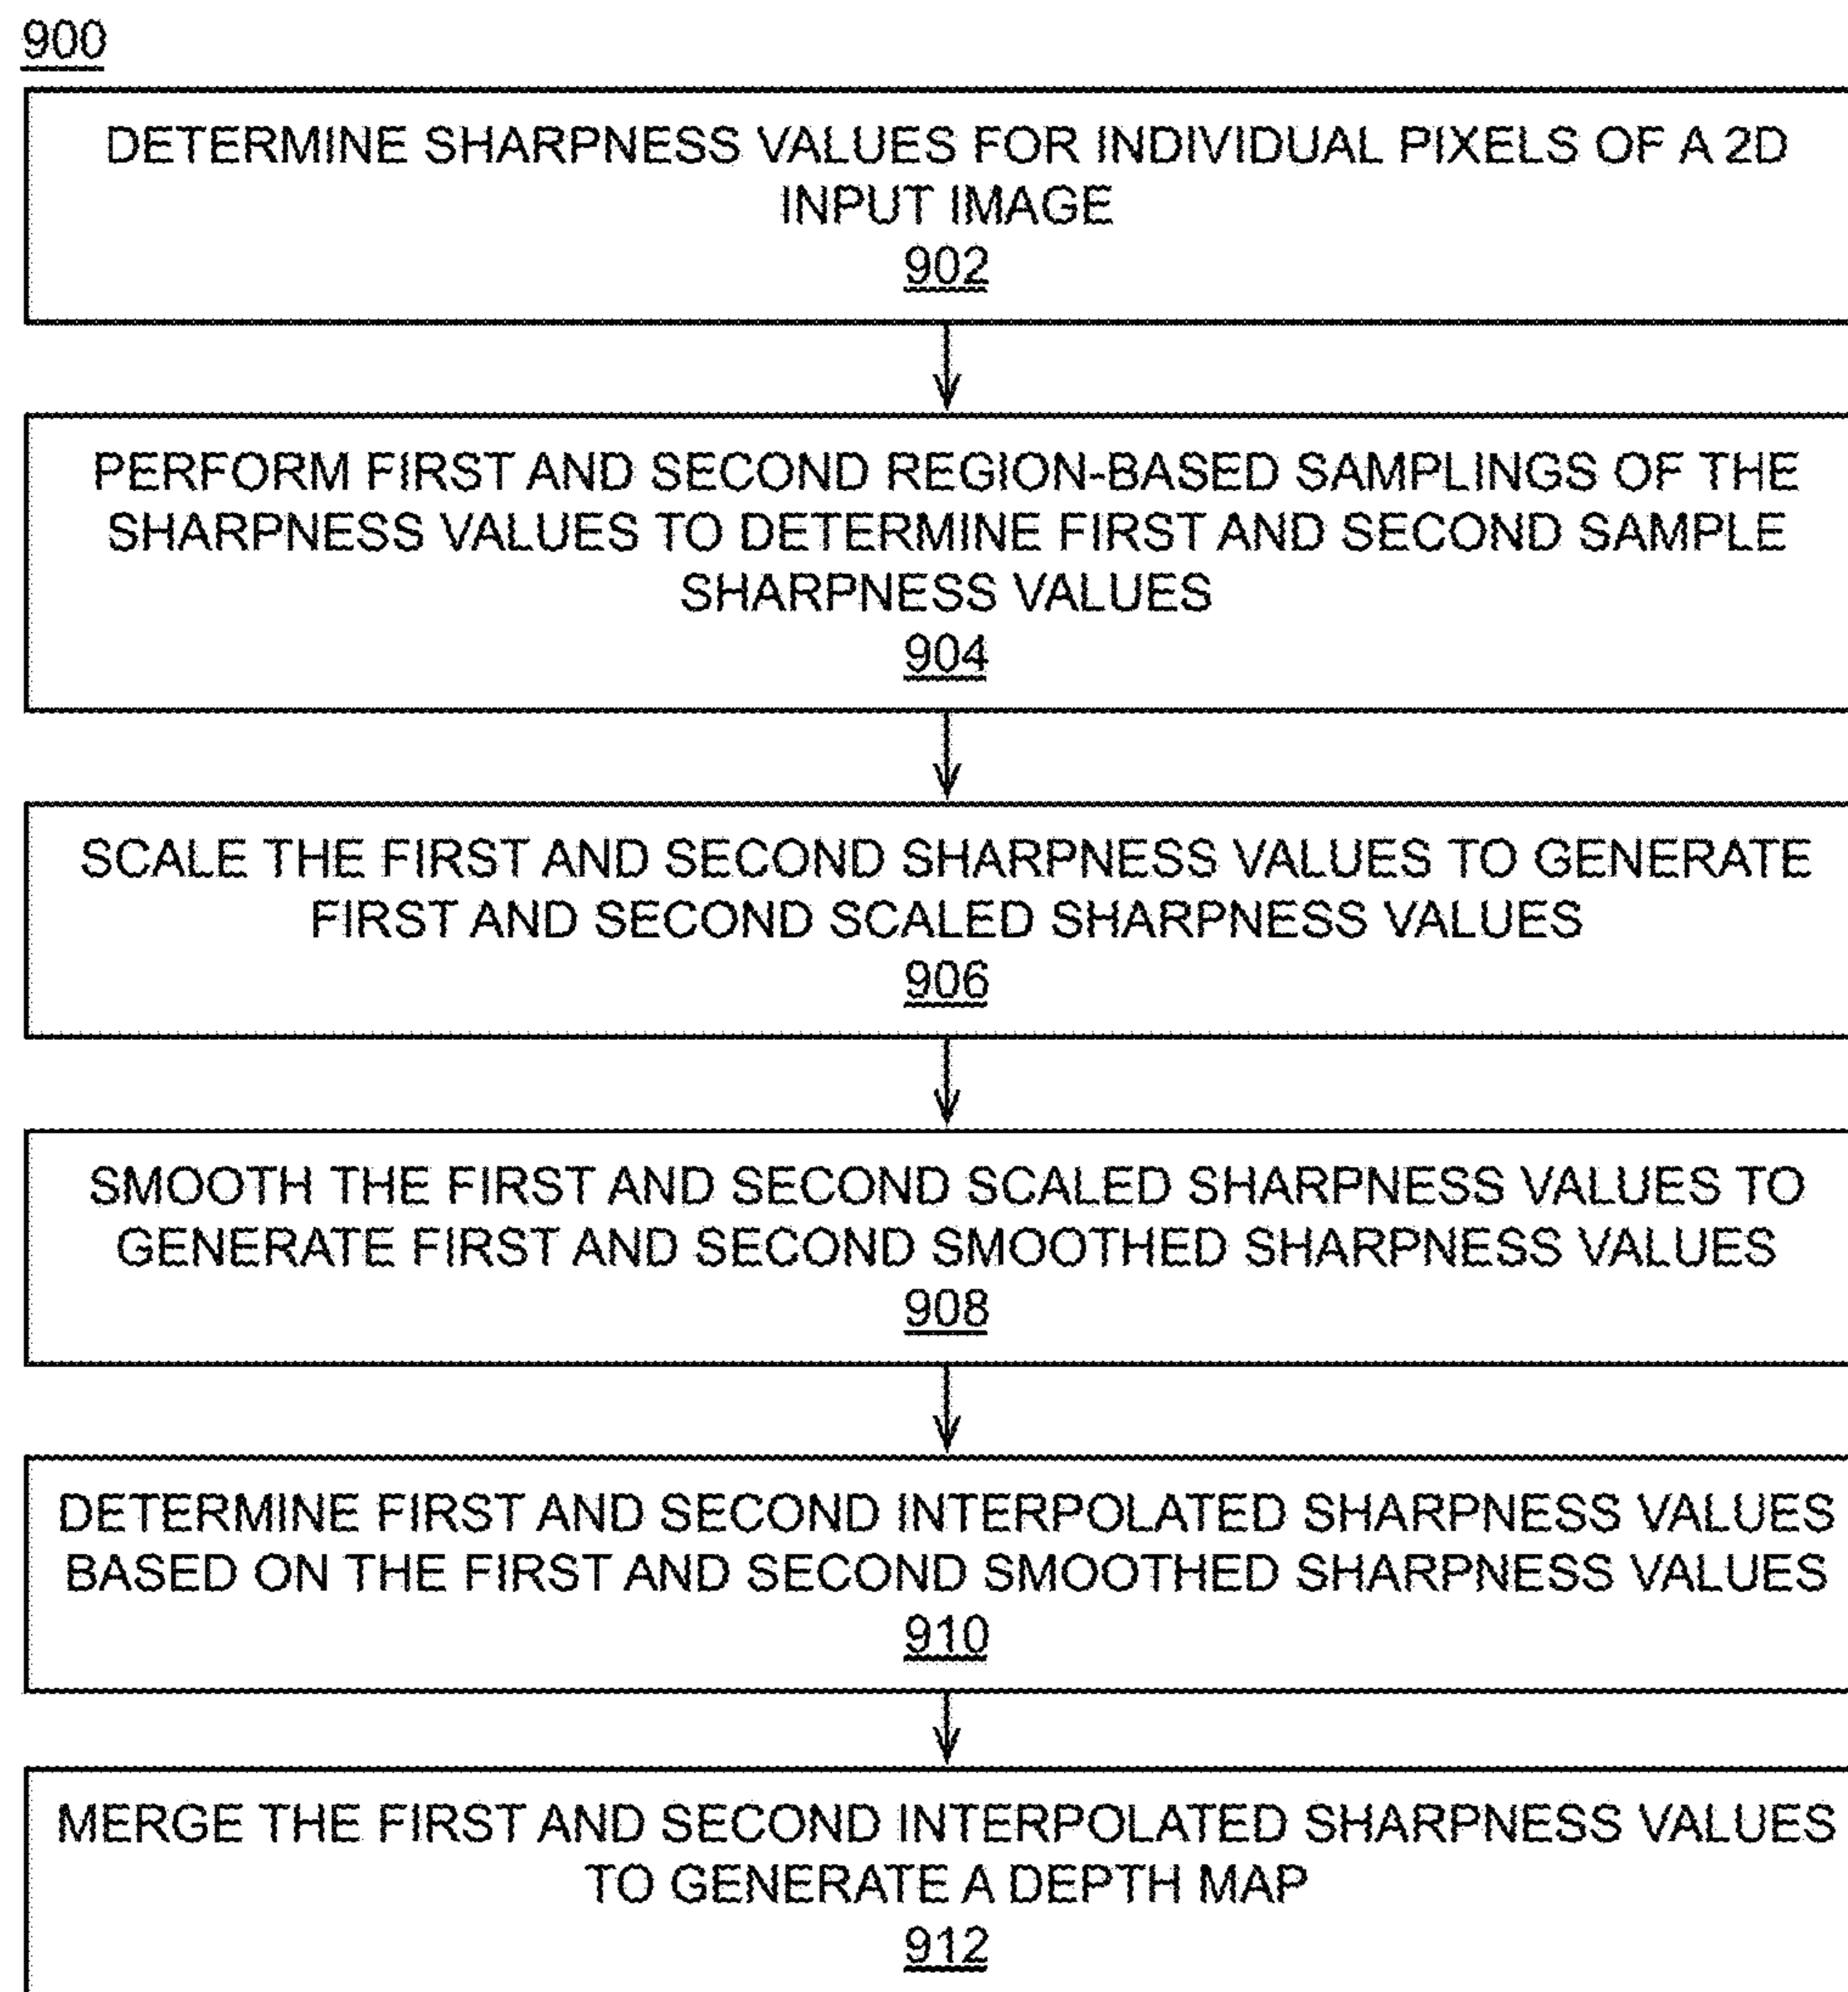 900
DETERMINE SHARPNESS VALUES FOR INDIVIDUAL PIXELS OF A 2D
INPUT IMAGE
902
PERFORM FIRST AND SECOND REGION-BASED SAMPLINGS OF THE
SHARPNESS VALUES TO DETERMINE FIRST AND SECOND SAMPLE
SHARPNESS VALUES
904
SCALE THE FIRST AND SECOND SHARPNESS VALUES TO GENERATE
FIRST AND SECOND SCALED SHARPNESS VALUES
906
SMOOTH THE FIRST AND SECOND SCALED SHARPNESS VALUES TO
GENERATE FIRST AND SECOND SMOOTHED SHARPNESS VALUES
908
DETERMINE FIRST AND SECOND INTERPOLATED SHARPNESS VALUES
BASED ON THE FIRST AND SECOND SMOOTHED SHARPNESS VALUES
910
MERGE THE FIRST AND SECOND INTERPOLATED SHARPNESS VALUES
TO GENERATE A DEPTH MAP
912